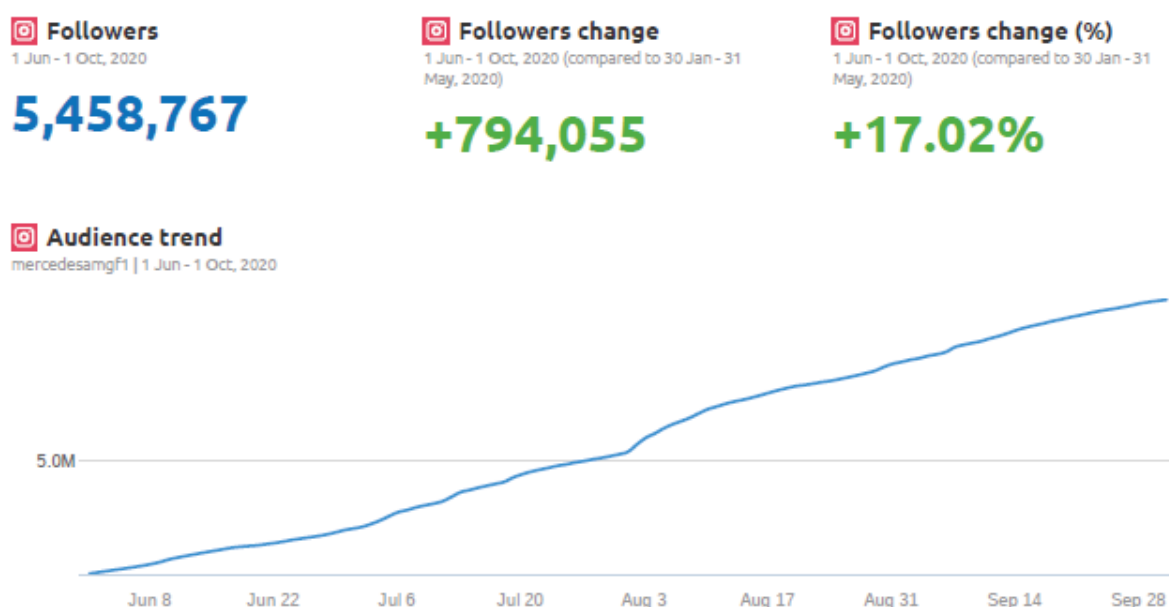 Followers
1 Jun - 1 Oct, 2020
5,458,767
Followers change
1 Jun - 1 Oct, 2020 (compared to 30 Jan - 31
May, 2020)
+794,055
Followers change (%)
1 Jun - 1 Oct, 2020 (compared to 30 Jan - 31
May, 2020)
+17.02%
Audience trend
mercedesamgf1 | 1 Jun - 1 Oct, 2020
5.0M
Jun 8 Jun 22 Jul 6 Jul 20 Aug 3 Aug 17 Aug 31 Sep 14 Sep 28